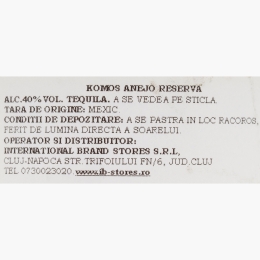 KOMOS ANEJO RESERVA
ALC.40%VOL. TEQUILA. A SE VEDEA PE STICLA.
TARA DE ORIGINE: MEXIC
CONDITII DE DEPOZITARE: A SE PASTRA IN LOC RACOROS,
FERIT DE LUMINA DIRECTA A SOARELUI.
OPERATOR SI DISTRIBUITOR:
INTERNATIONAL BRAND STORES S.R.L,
CLUJ-NAPOCA STR.TRIFOIULUI FN/6, JUD.CLUJ
TEL 0730023020 www.ib-stores.ro